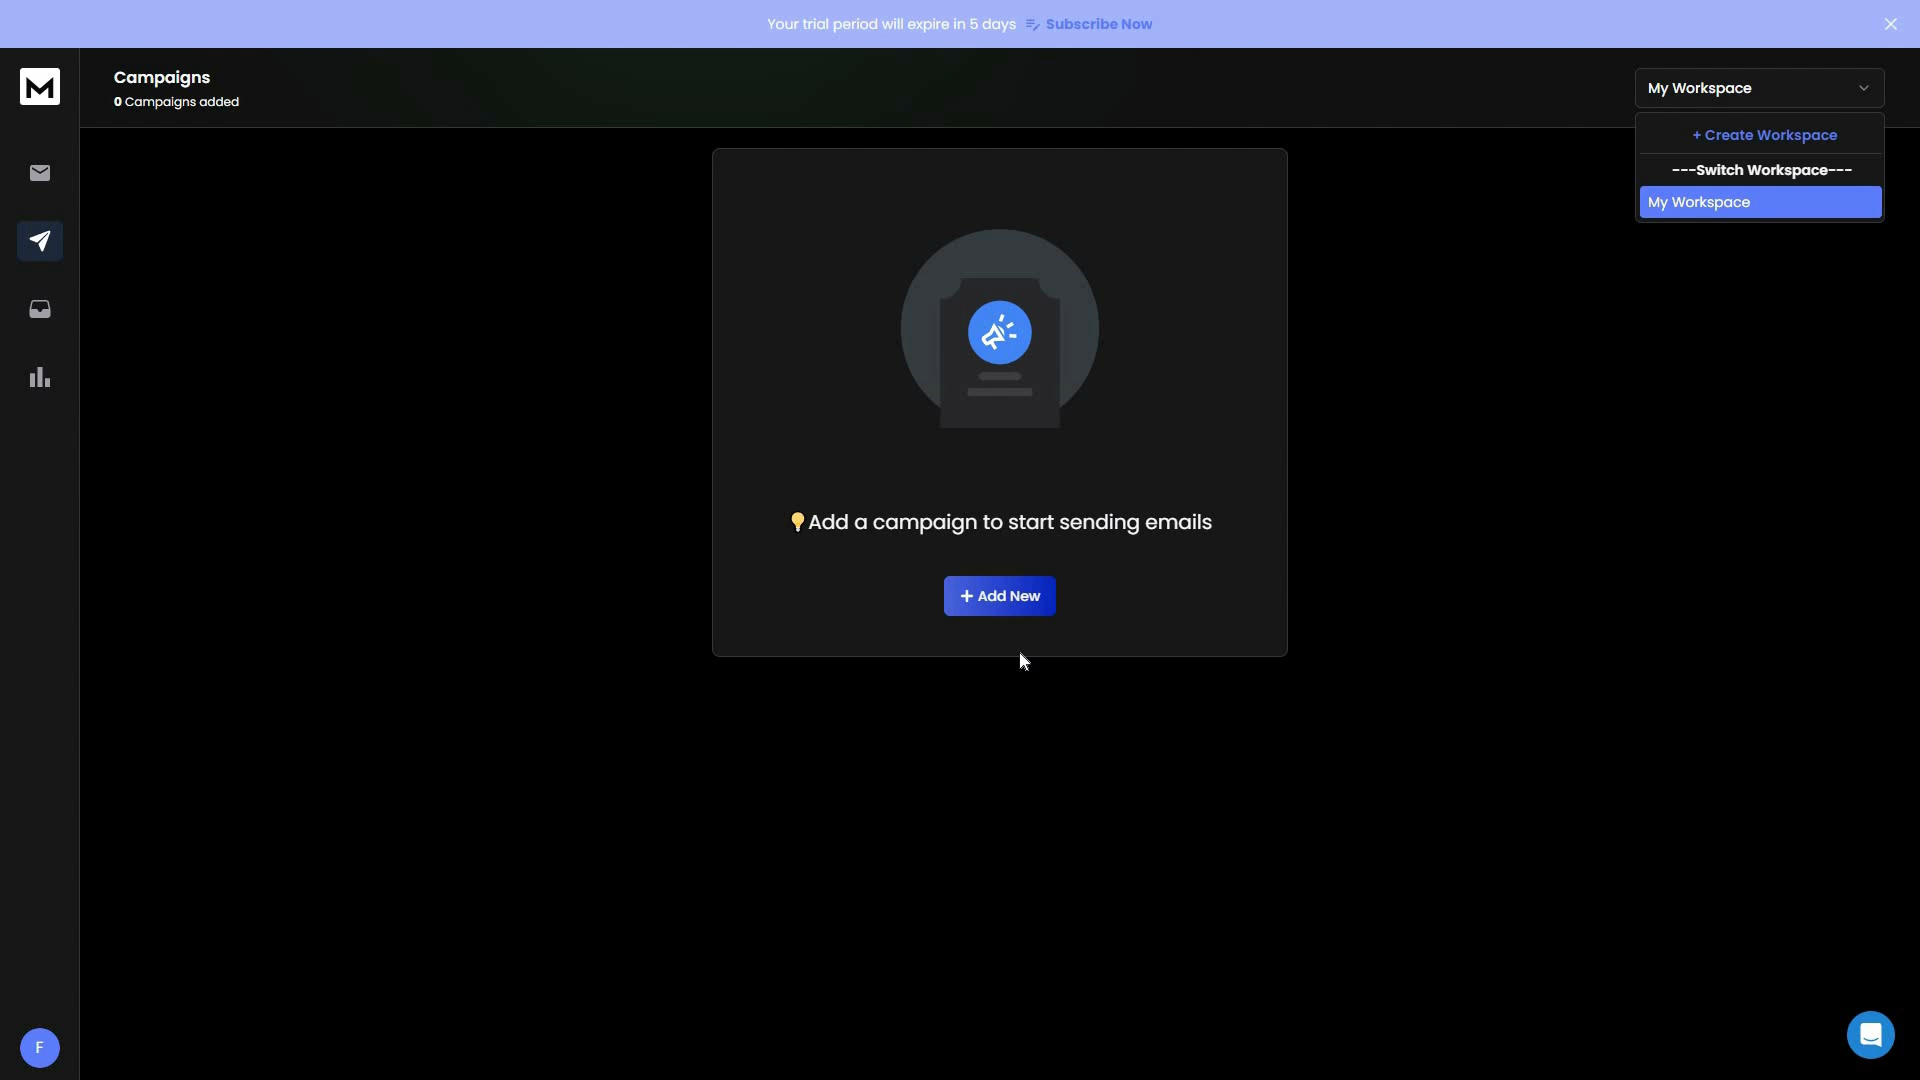 Your trial period will expire in 5 days Subscribe Now
M
Campaigns
0 Campaigns added
My Workspace
+ Create Workspace
---Switch Workspace---
My Workspace
Add a campaign to start sending emails
+ Add New
F